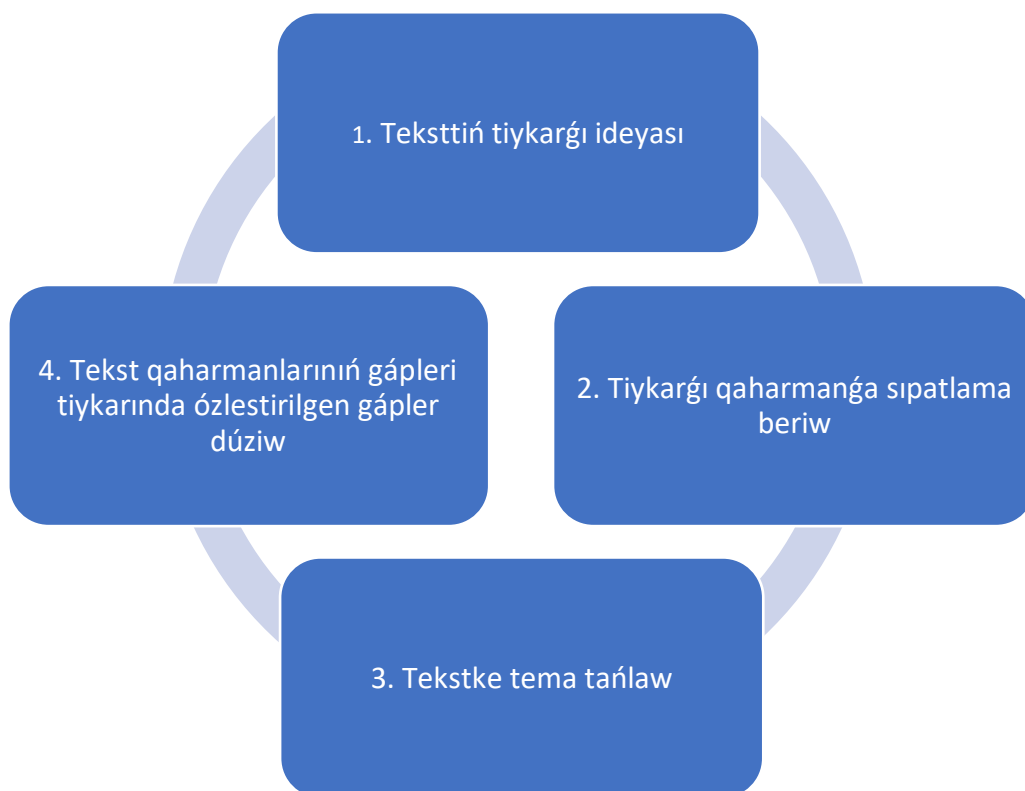 1. Teksttiń tiykarǵı ideyası
2. Tiykarǵı qaharmanǵa sıpatlama
beriw
3. Tekstke tema tańlaw
4. Tekst qaharmanlarınıń gápleri
tiykarında ózlestirilgen gápler
dúziw